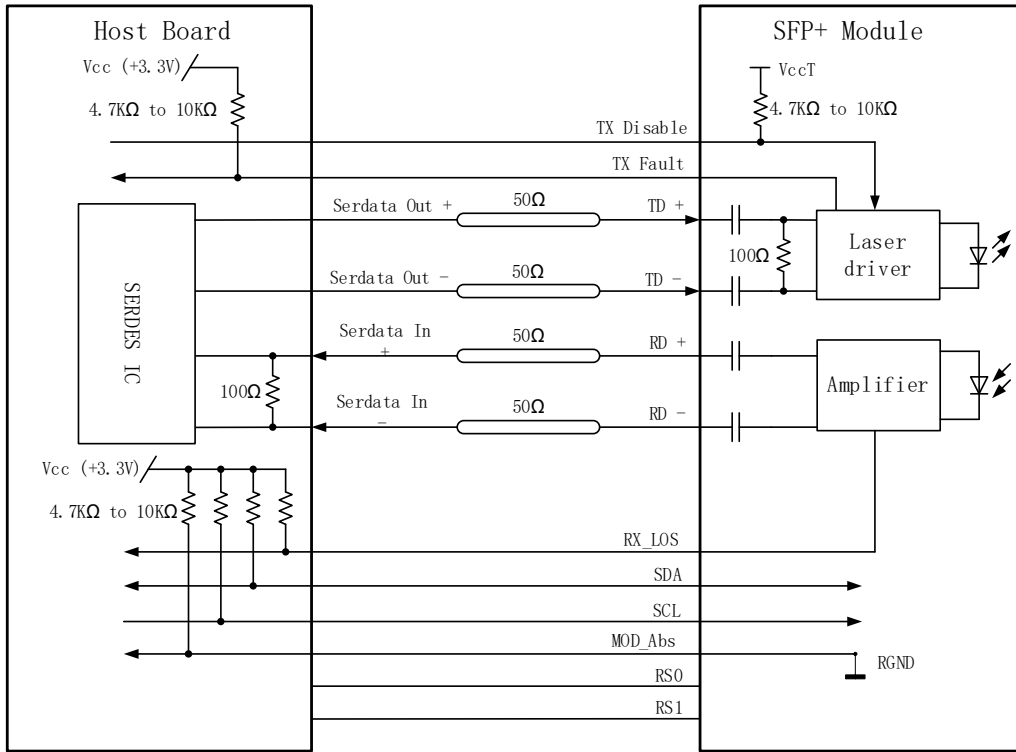 Host Board
SFP+ Module
Vcc (+3.3V)
VccT
4.7KΩ to 10KΩ
4.7KΩ to 10KΩ
TX Disable
TX Fault
Serdata Out +
50Ω
TD +
100Ω
Laser
driver
Serdata Out -
50Ω
TD -
SERDES IC
Serdata In
+
50Ω
RD +
100Ω
Amplifier
Serdata In
-
50Ω
RD -
Vcc (+3.3V)
4.7KΩ to 10KΩ
RX_LOS
SDA
SCL
MOD_Abs
RGND
RS0
RS1